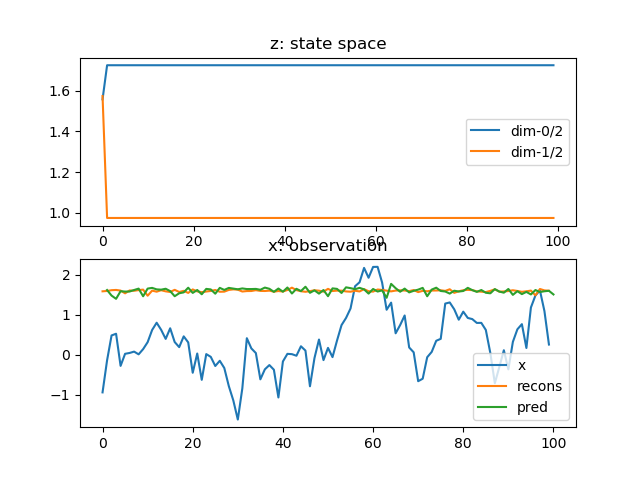 z: state space
1.6
1.4
1.2
1.0
dim-0/2
dim-1/2
0 20 40 60 80 100
x: observation
2
1
0
−1
x
recons
pred
0 20 40 60 80 100